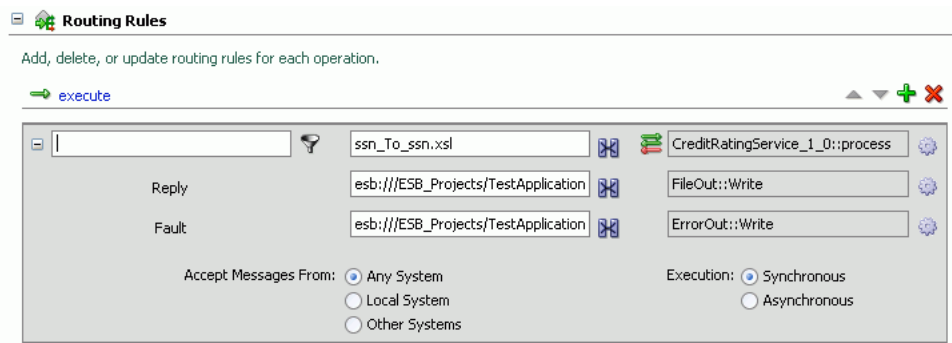 Routing Rules
Add, delete, or update routing rules for each operation.
execute
ssn_To_ssn.xsl CreditRatingService_1_0::process
Reply esb:///ESB_Projects/TestApplication FileOut::Write
Fault esb:///ESB_Projects/TestApplication ErrorOut::Write
Accept Messages From: Any System Execution: Synchronous
Local System Asynchronous
Other Systems